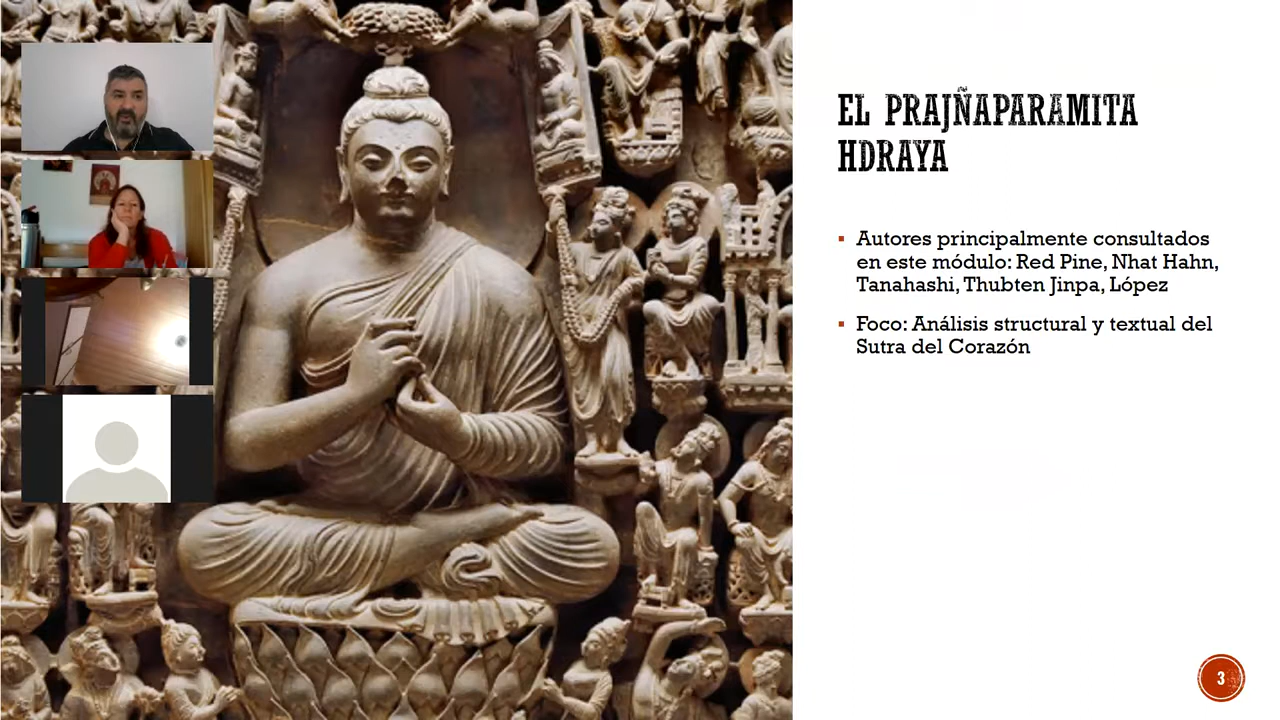 EL PRAJÑAPARAMITA
HDRAYA
Autores principalmente consultados
en este módulo: Red Pine, Nhat Hahn,
Tanahashi, Thubten Jinpa, López
Foco: Análisis structural y textual del
Sutra del Corazón
3